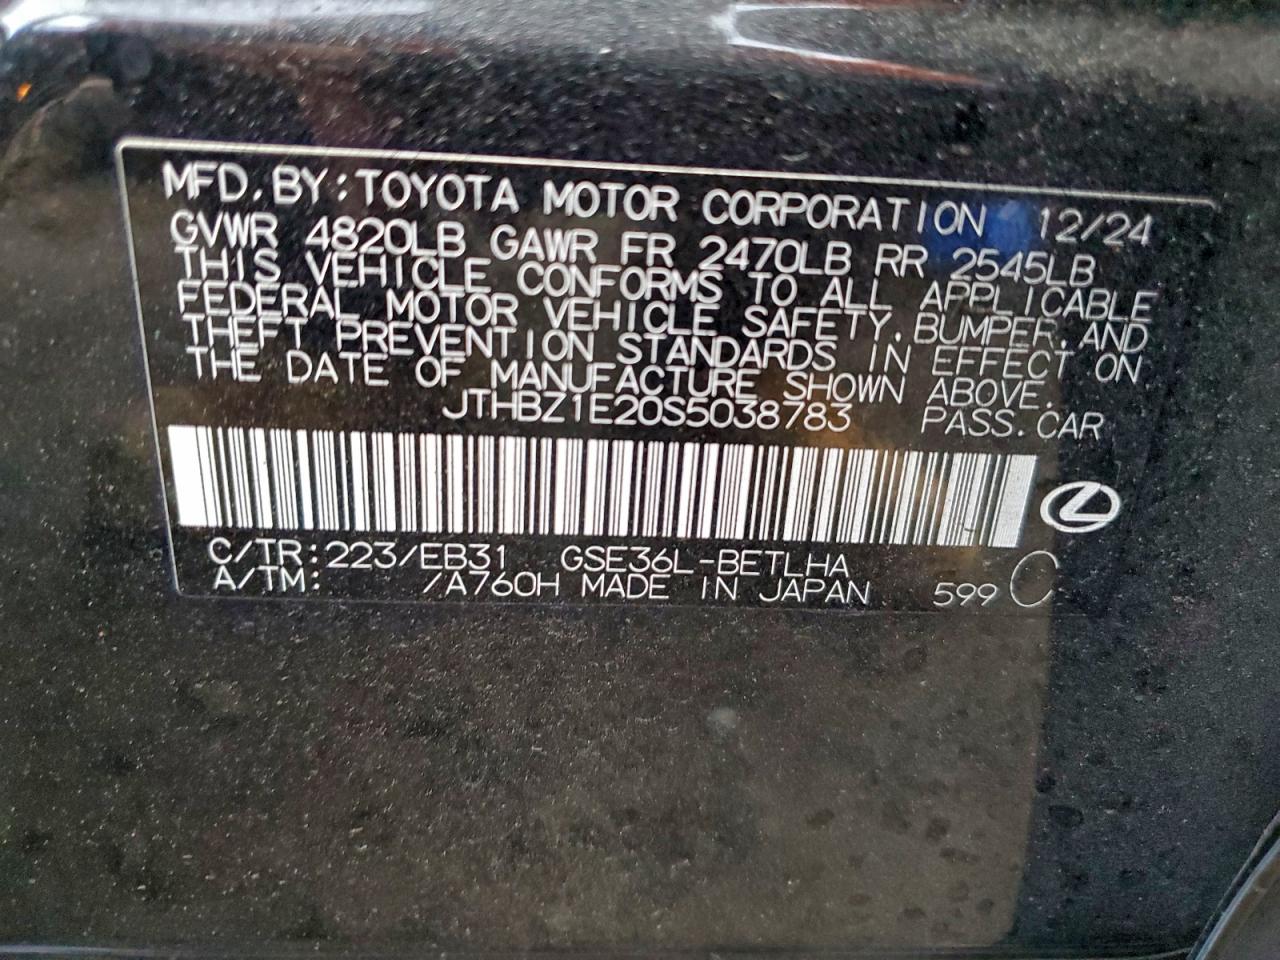 MFD. BY: TOYOTA MOTOR CORPORATION 12/24
GVWR 4820LB GAWR FR 2470LB RR 2545LB
THIS VEHICLE CONFORMS TO ALL APPLICABLE
FEDERAL MOTOR VEHICLE SAFETY, BUMPER, AND
THEFT PREVENTION STANDARDS IN EFFECT ON
THE DATE OF MANUFACTURE SHOWN ABOVE.
JTHBZ1E20S5038783 PASS. CAR
C/TR: 223/EB31 GSE36L-BETLHA
A/TM: /A760H MADE IN JAPAN 599 C